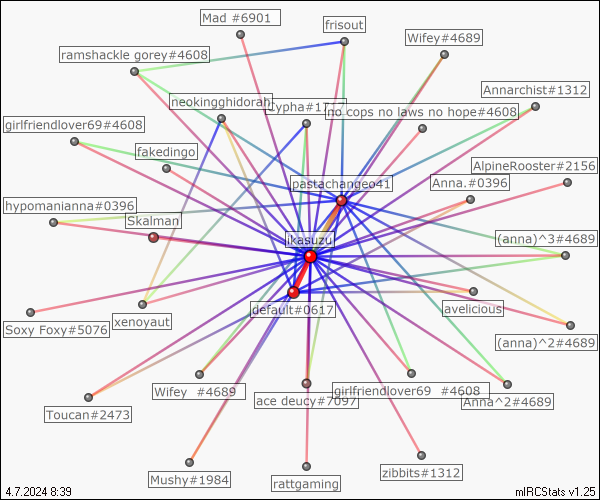 Mad #6901
frisout
Wifey#4689
ramshackle gorey#4608
Annarchist#1312
neokingghidorah
no cops no laws no hope#4608
girlfriendlover69#4608
fakedingo
AlpineRooster#2156
pastachangeo41
Anna.#0396
hypomanianna#0396
Skalman
ikasuzu
(anna)^3#4689
default#0617
avelicious
Soxy Foxy#5076
xenoyaut
(anna)^2#4689
Wifey #4689
girlfriendlover69 #4608
ace deucy#7097
Anna^2#4689
Toucan#2473
Mushy#1984
zibbits#1312
rattgaming
4.7.2024 8:39
mIRCStats v1.25